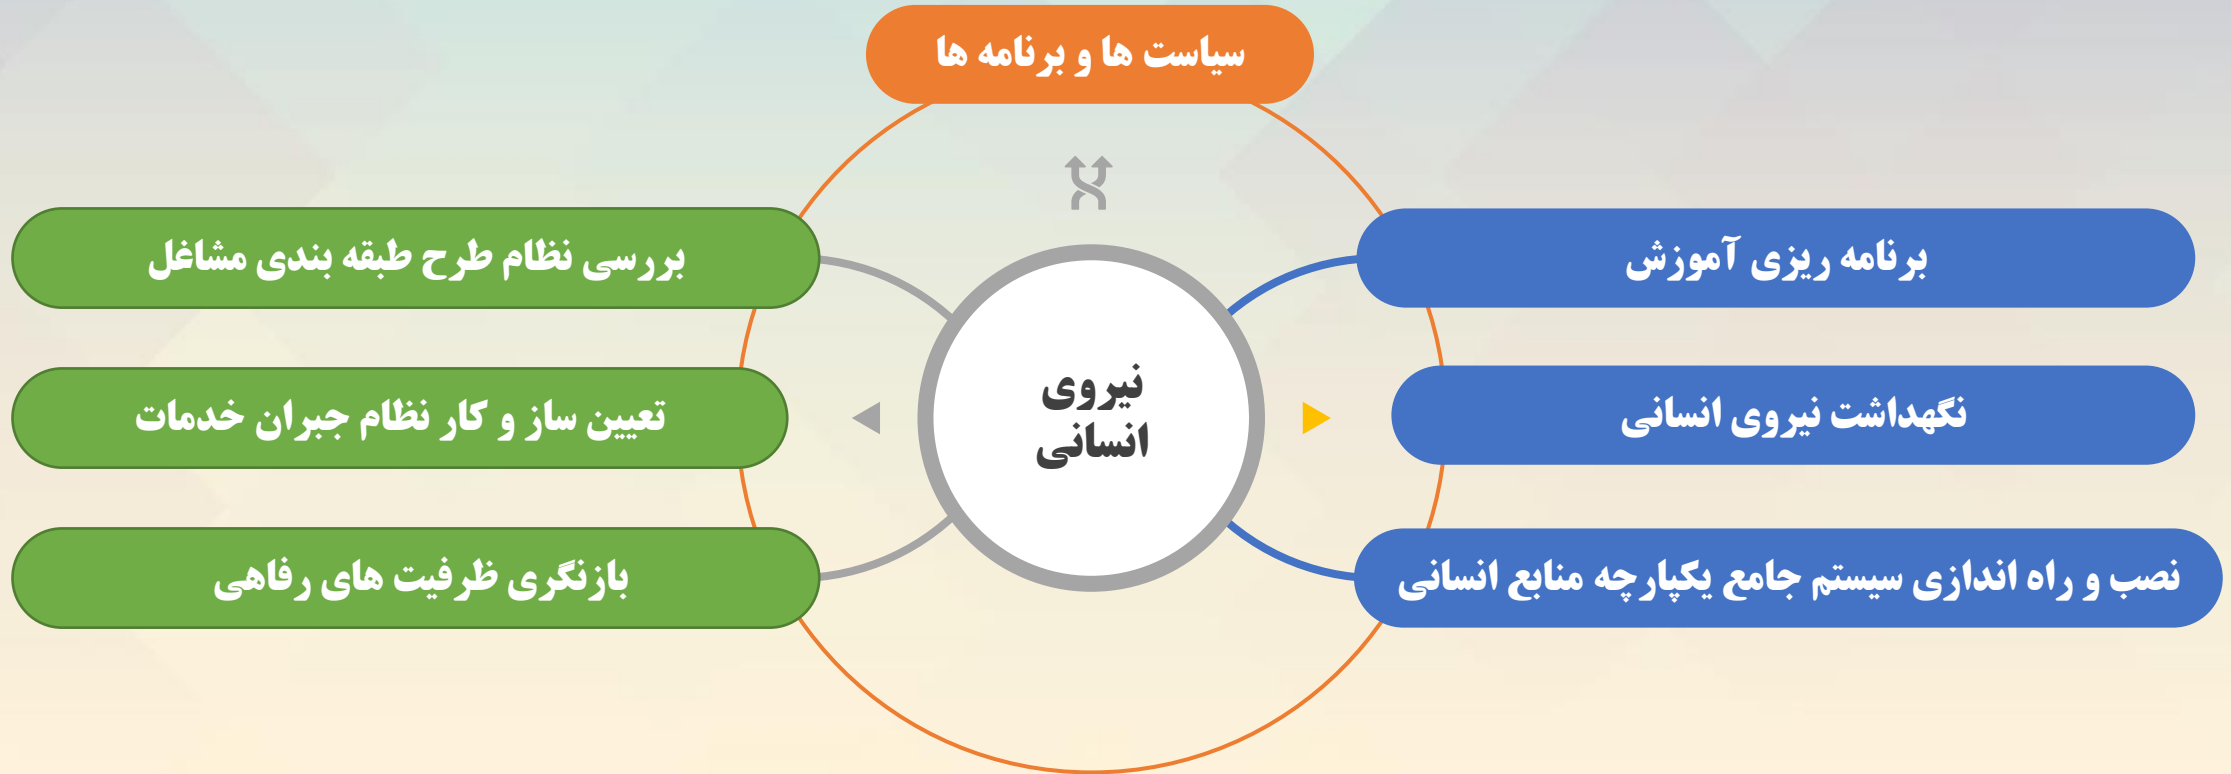 سیاست ها و برنامه ها
برنامه ریزی آموزش
نگهداشت نیروی انسانی
نصب و راه اندازی سیستم جامع یکپارچه منابع انسانی
نیروی
انسانی
بررسی نظام طرح طبقه بندی مشاغل
تعیین ساز و کار نظام جبران خدمات
بازنگری ظرفیت های رفاهی